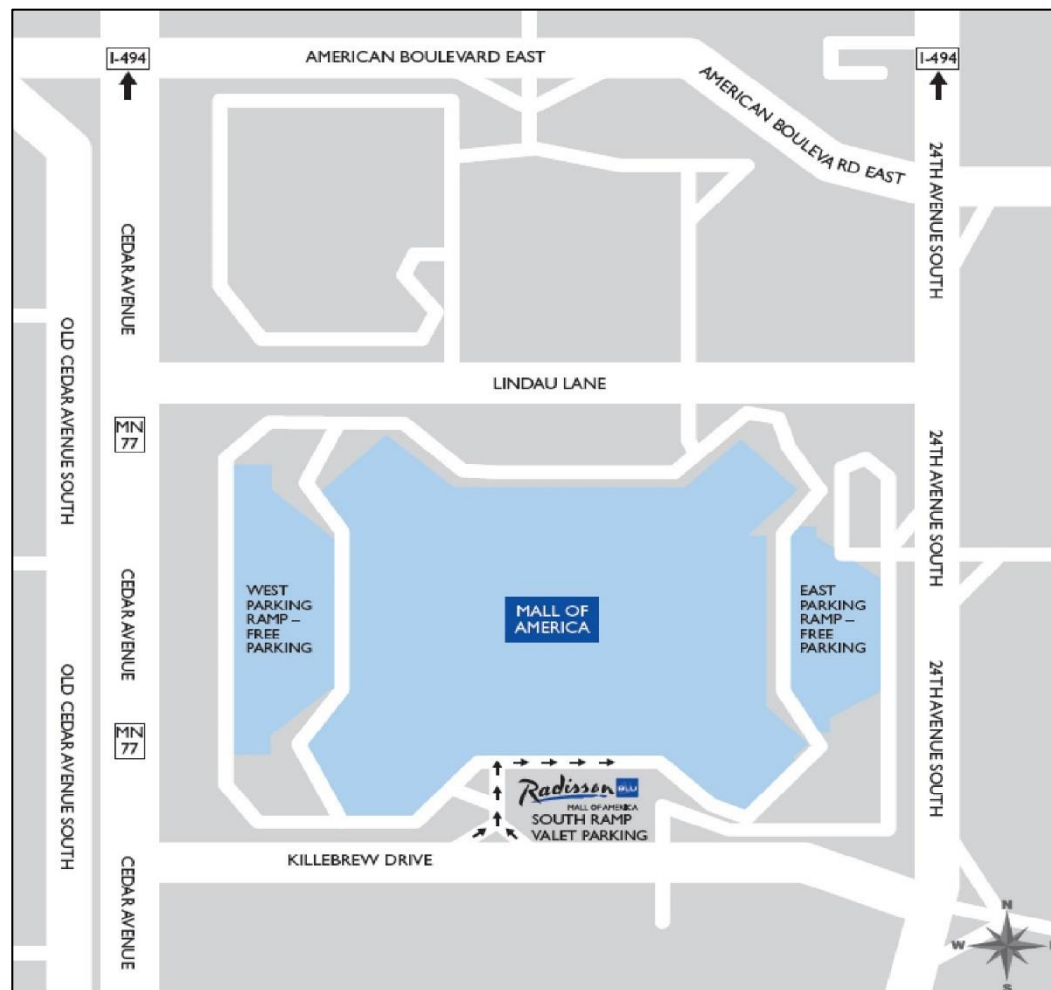 I-494
AMERICAN BOULEVARD EAST
I-494
AMERICAN BOULEVARD EAST
24TH AVENUE SOUTH
CEDAR AVENUE
OLD CEDAR AVENUE SOUTH
LINDAU LANE
MN
77
24TH AVENUE SOUTH
CEDAR AVENUE
WEST
PARKING
RAMP –
FREE
PARKING
MALL OF
AMERICA
EAST
PARKING
RAMP –
FREE
PARKING
OLD CEDAR AVENUE SOUTH
24TH AVENUE SOUTH
MN
77
Radisson BLU
MALL OF AMERICA
SOUTH RAMP
VALET PARKING
KILLEBREW DRIVE
CEDAR AVENUE
N
W
S